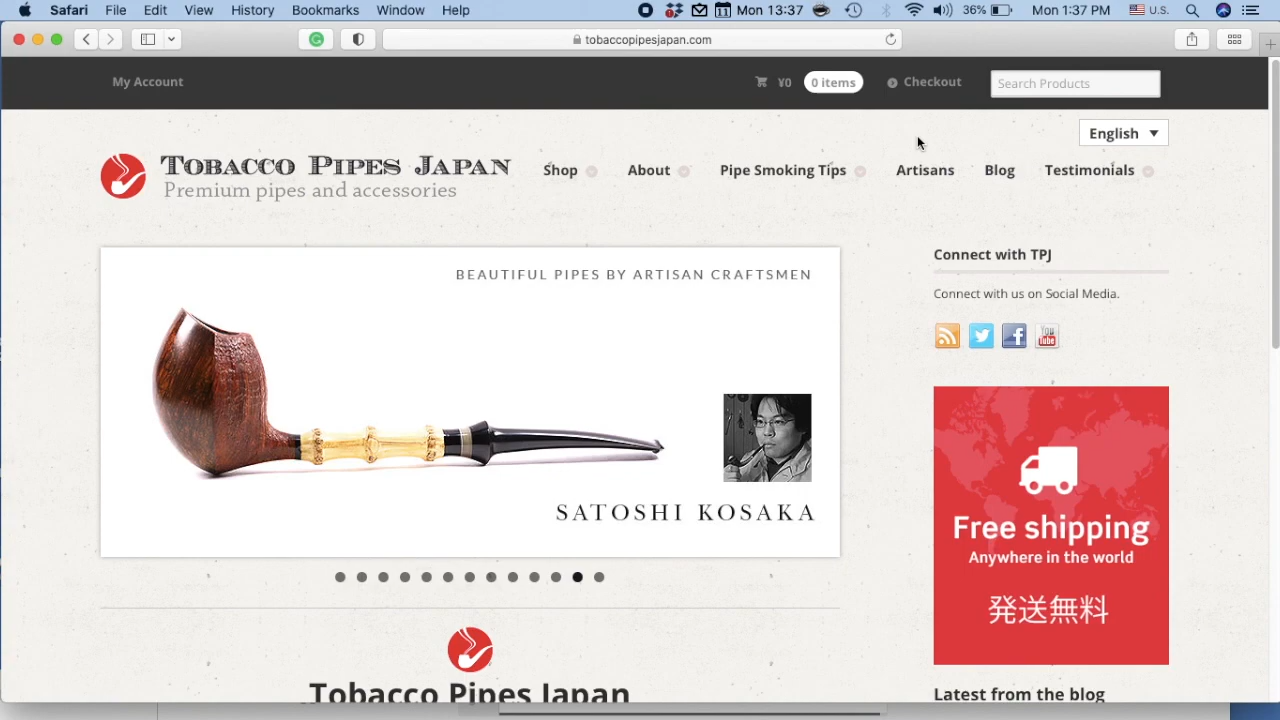 Safari File Edit View History Bookmarks Window Help
11 Mon 13:37 36% Mon 1:37 PM U.S.
tobaccopipesjapan.com
My Account ¥0 0 items Checkout Search Products
English
TOBACCO PIPES JAPAN
Premium pipes and accessories
Shop About Pipe Smoking Tips Artisans Blog Testimonials
BEAUTIFUL PIPES BY ARTISAN CRAFTSMEN
SATOSHI KOSAKA
Connect with TPJ
Connect with us on Social Media.
You
Tube
Free shipping
Anywhere in the world
発送無料
Tobacco Pipes Japan
Latest from the blog